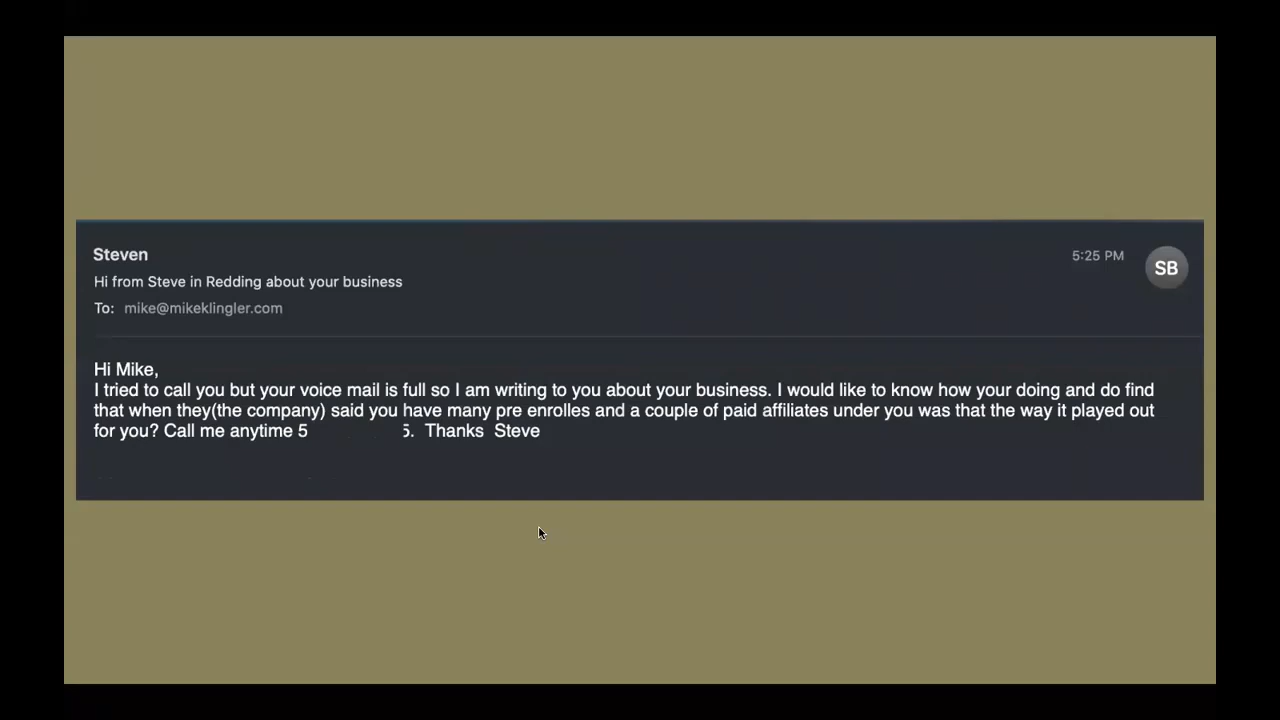 Steven
5:25 PM
SB
Hi from Steve in Redding about your business
To: mike@mikeklingler.com
Hi Mike,
I tried to call you but your voice mail is full so I am writing to you about your business. I would like to know how your doing and do find
that when they(the company) said you have many pre enrolles and a couple of paid affiliates under you was that the way it played out
for you? Call me anytime 5 5. Thanks Steve